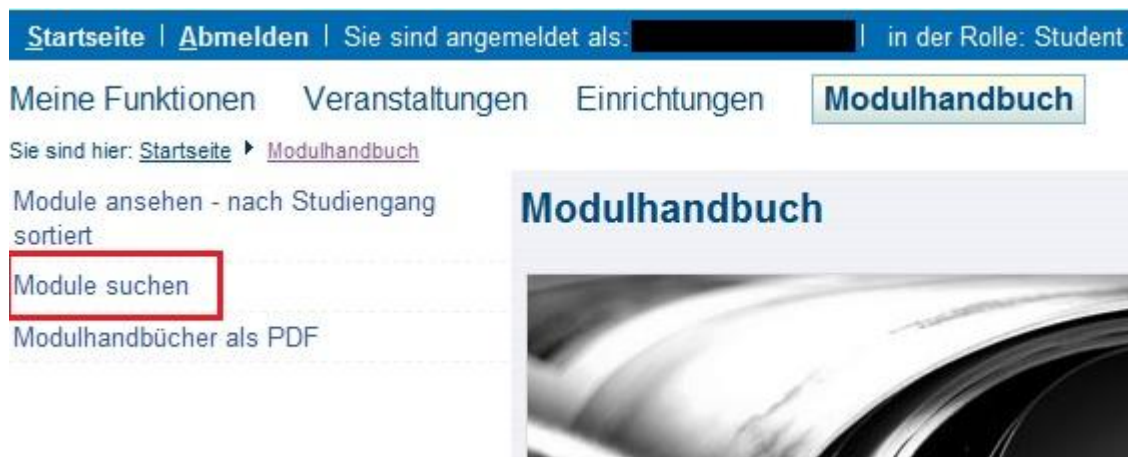 Startseite | Abmelden | Sie sind angemeldet als: | in der Rolle: Student
Meine Funktionen Veranstaltungen Einrichtungen Modulhandbuch
Sie sind hier: Startseite Modulhandbuch
Module ansehen - nach Studiengang
sortiert
Module suchen
Modulhandbücher als PDF
Modulhandbuch